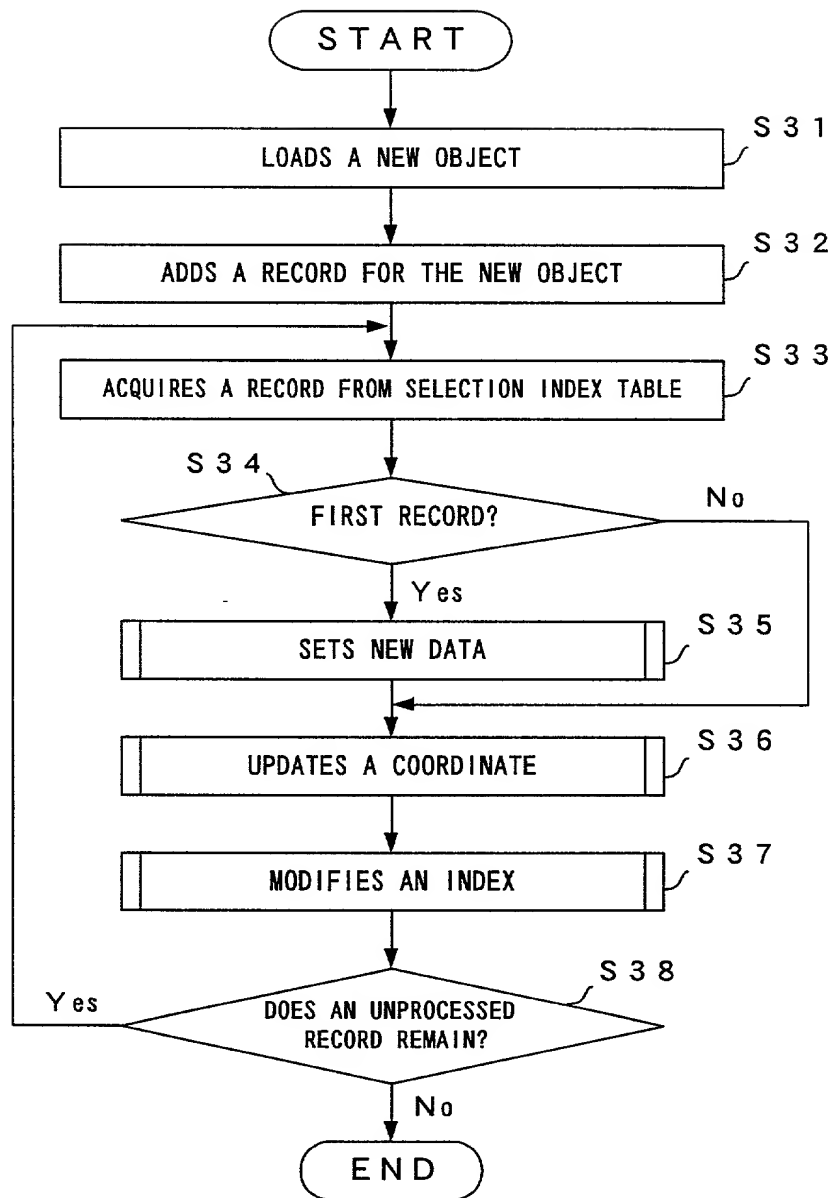 START
S31
LOADS A NEW OBJECT
S32
ADDS A RECORD FOR THE NEW OBJECT
S33
ACQUIRES A RECORD FROM SELECTION INDEX TABLE
S34
FIRST RECORD?
No
Yes
S35
SETS NEW DATA
S36
UPDATES A COORDINATE
S37
MODIFIES AN INDEX
S38
Yes
DOES AN UNPROCESSED
RECORD REMAIN?
No
END